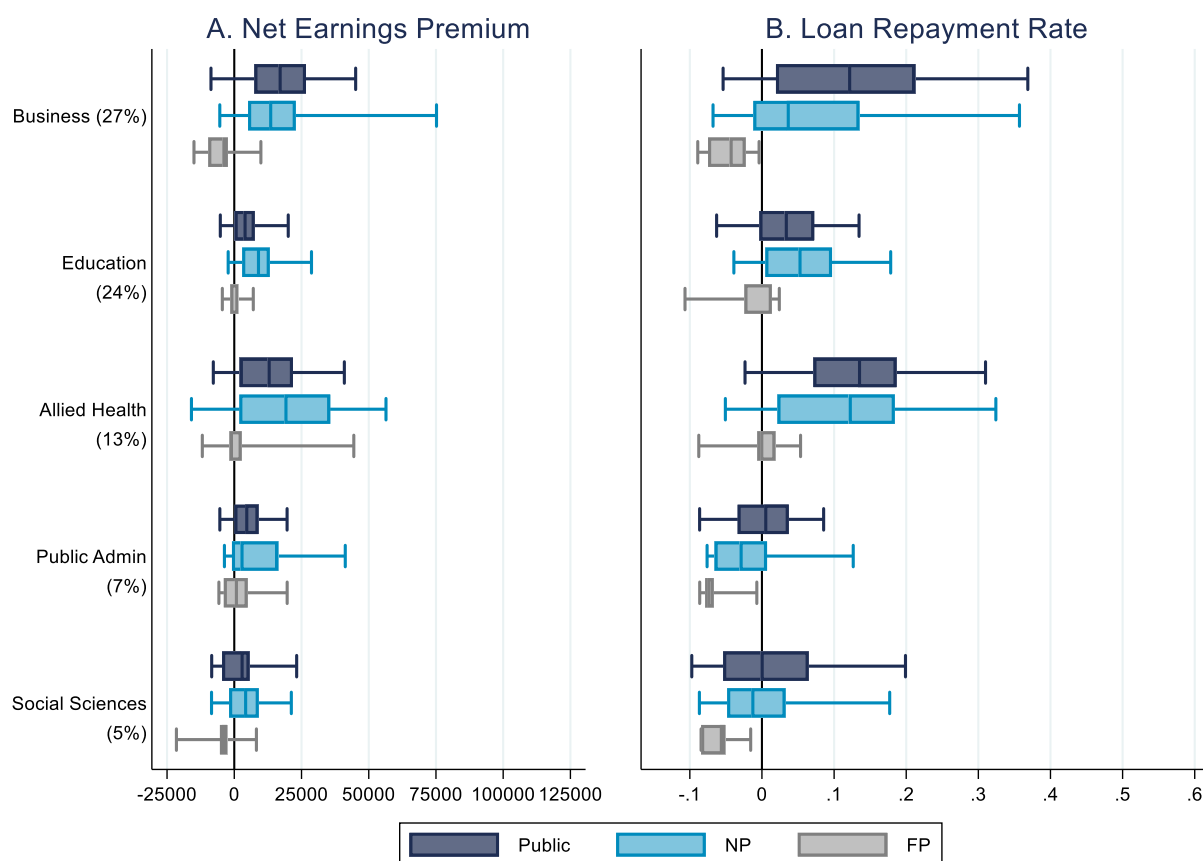 A. Net Earnings Premium
B. Loan Repayment Rate
Business (27%)
Education
(24%)
Allied Health
(13%)
Public Admin
(7%)
Social Sciences
(5%)
-25000 0 25000 50000 75000 100000 125000
-.1 0 .1 .2 .3 .4 .5 .6
Public NP FP